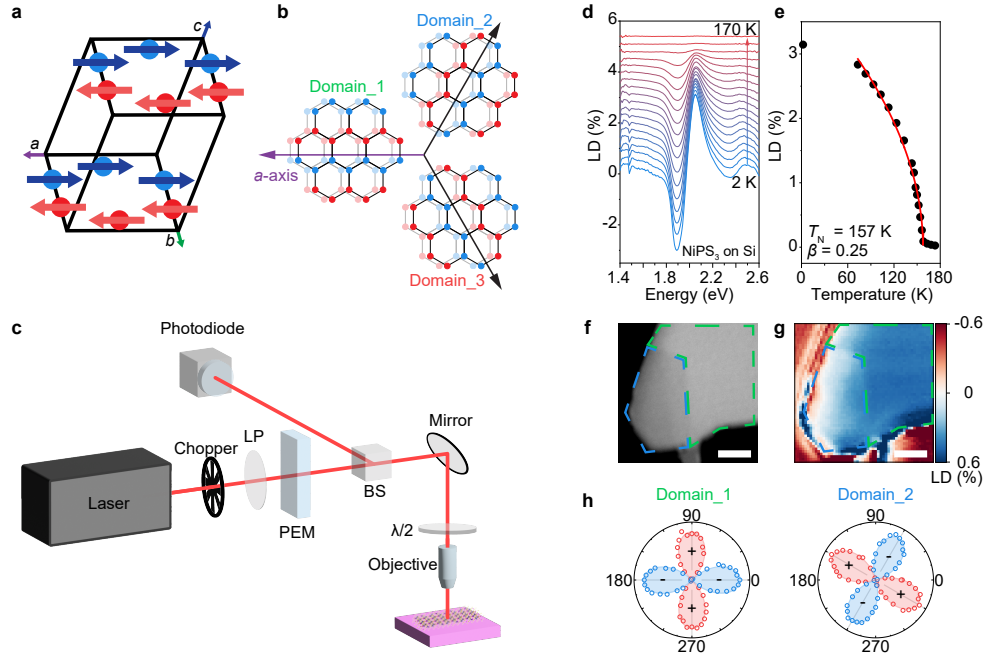 a
c
a
b
b
Domain_2
Domain_1
a-axis
Domain_3
c
Photodiode
Mirror
Chopper
LP
Laser
PEM
BS
λ/2
Objective
d
170 K
6
4
2
0
-2
LD (%)
2 K
NiPS3 on Si
1.4 1.8 2.2 2.6
Energy (eV)
e
3
2
1
0
LD (%)
TN = 157 K
β = 0.25
0 60 120 180
Temperature (K)
f
g
-0.6
0
0.6
LD (%)
h
Domain_1
90
180
0
270
+
-
-
+
Domain_2
90
180
0
270
-
+
+
-